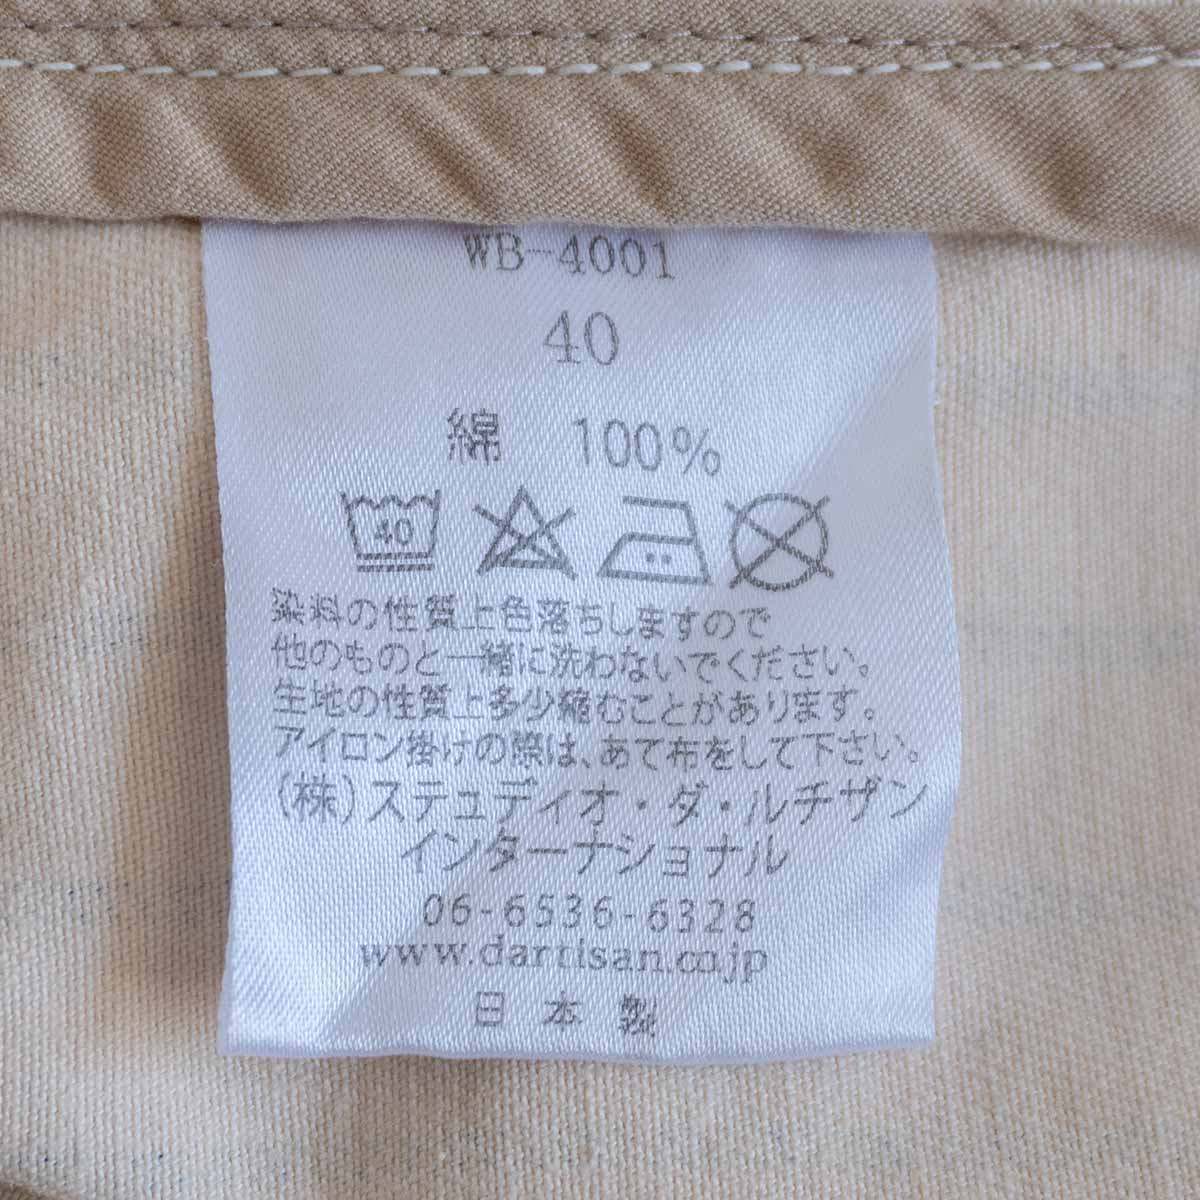 WB-4001
40
綿 100%
40
染料の性質上色落ちしますので
他のものと一緒に洗わないでください。
生地の性質上多少縮むことがあります。
アイロン掛けの際は、あて布をして下さい。
(株)ステュディオ・ダ・ルチザン
インターナショナル
06-6536-6328
www.dartisan.co.jp
日本製